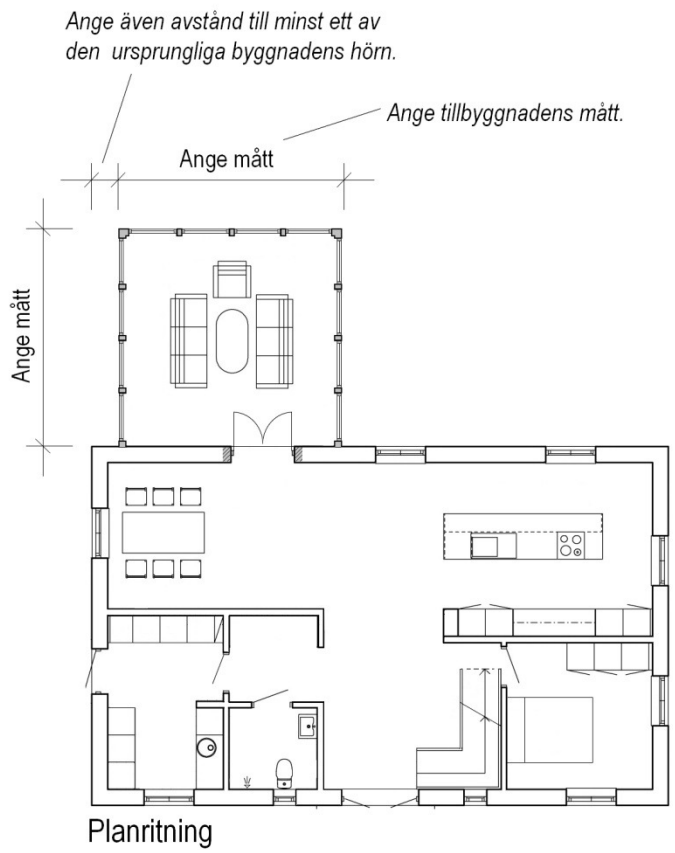 Ange även avstånd till minst ett av
den ursprungliga byggnadens hörn.
Ange tillbyggnadens mått.
Ange mått
Ange mått
Planritning